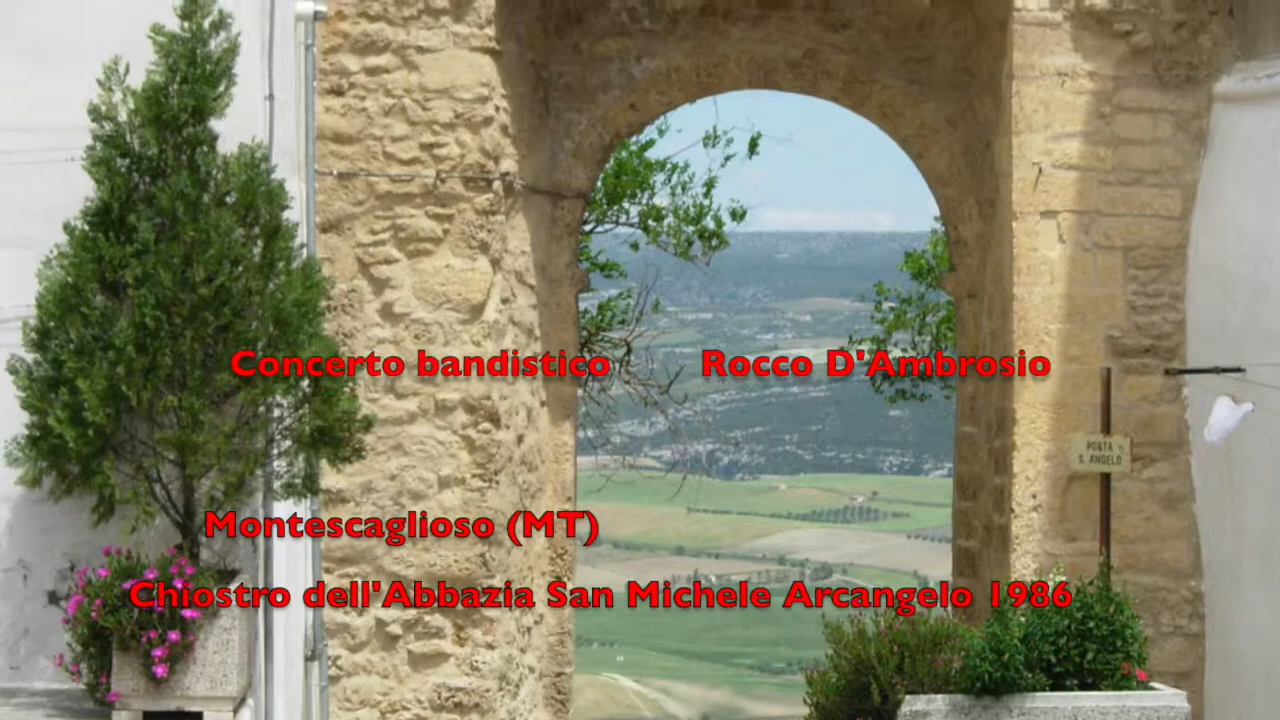 Concerto bandistico Rocco D'Ambrosio
PORTA
S. ANGELO
Montescaglioso (MT)
Chiostro dell'Abbazia San Michele Arcangelo 1986